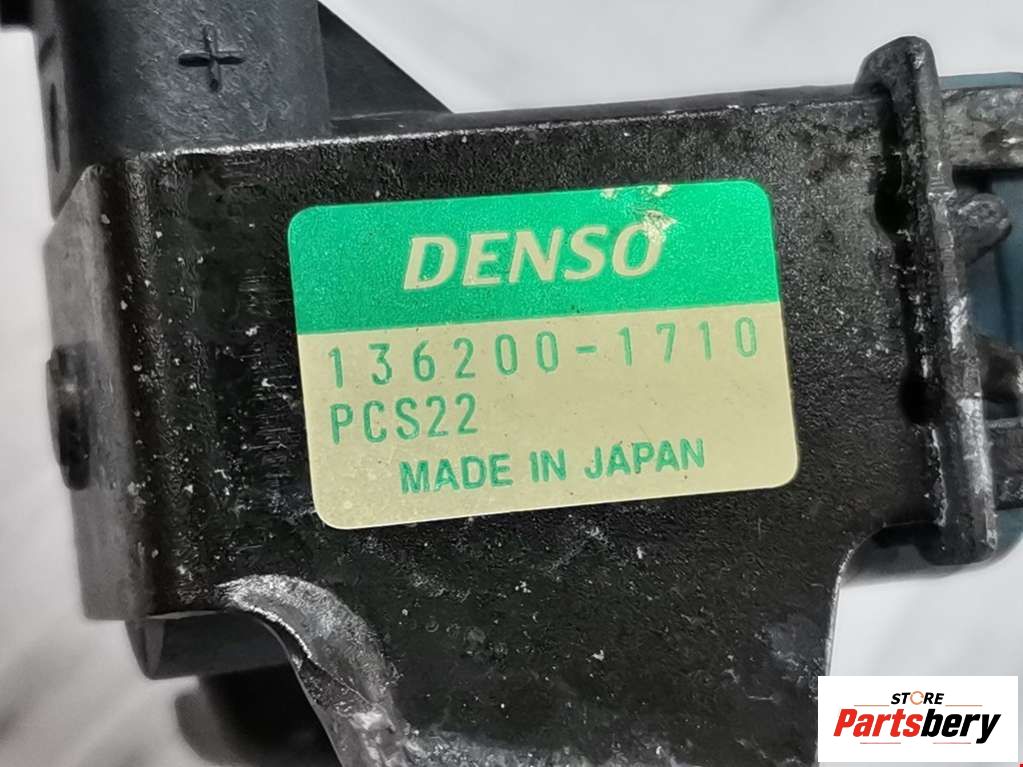 DENSO
136200-1710
PCS22
MADE IN JAPAN
STORE
Partsbery